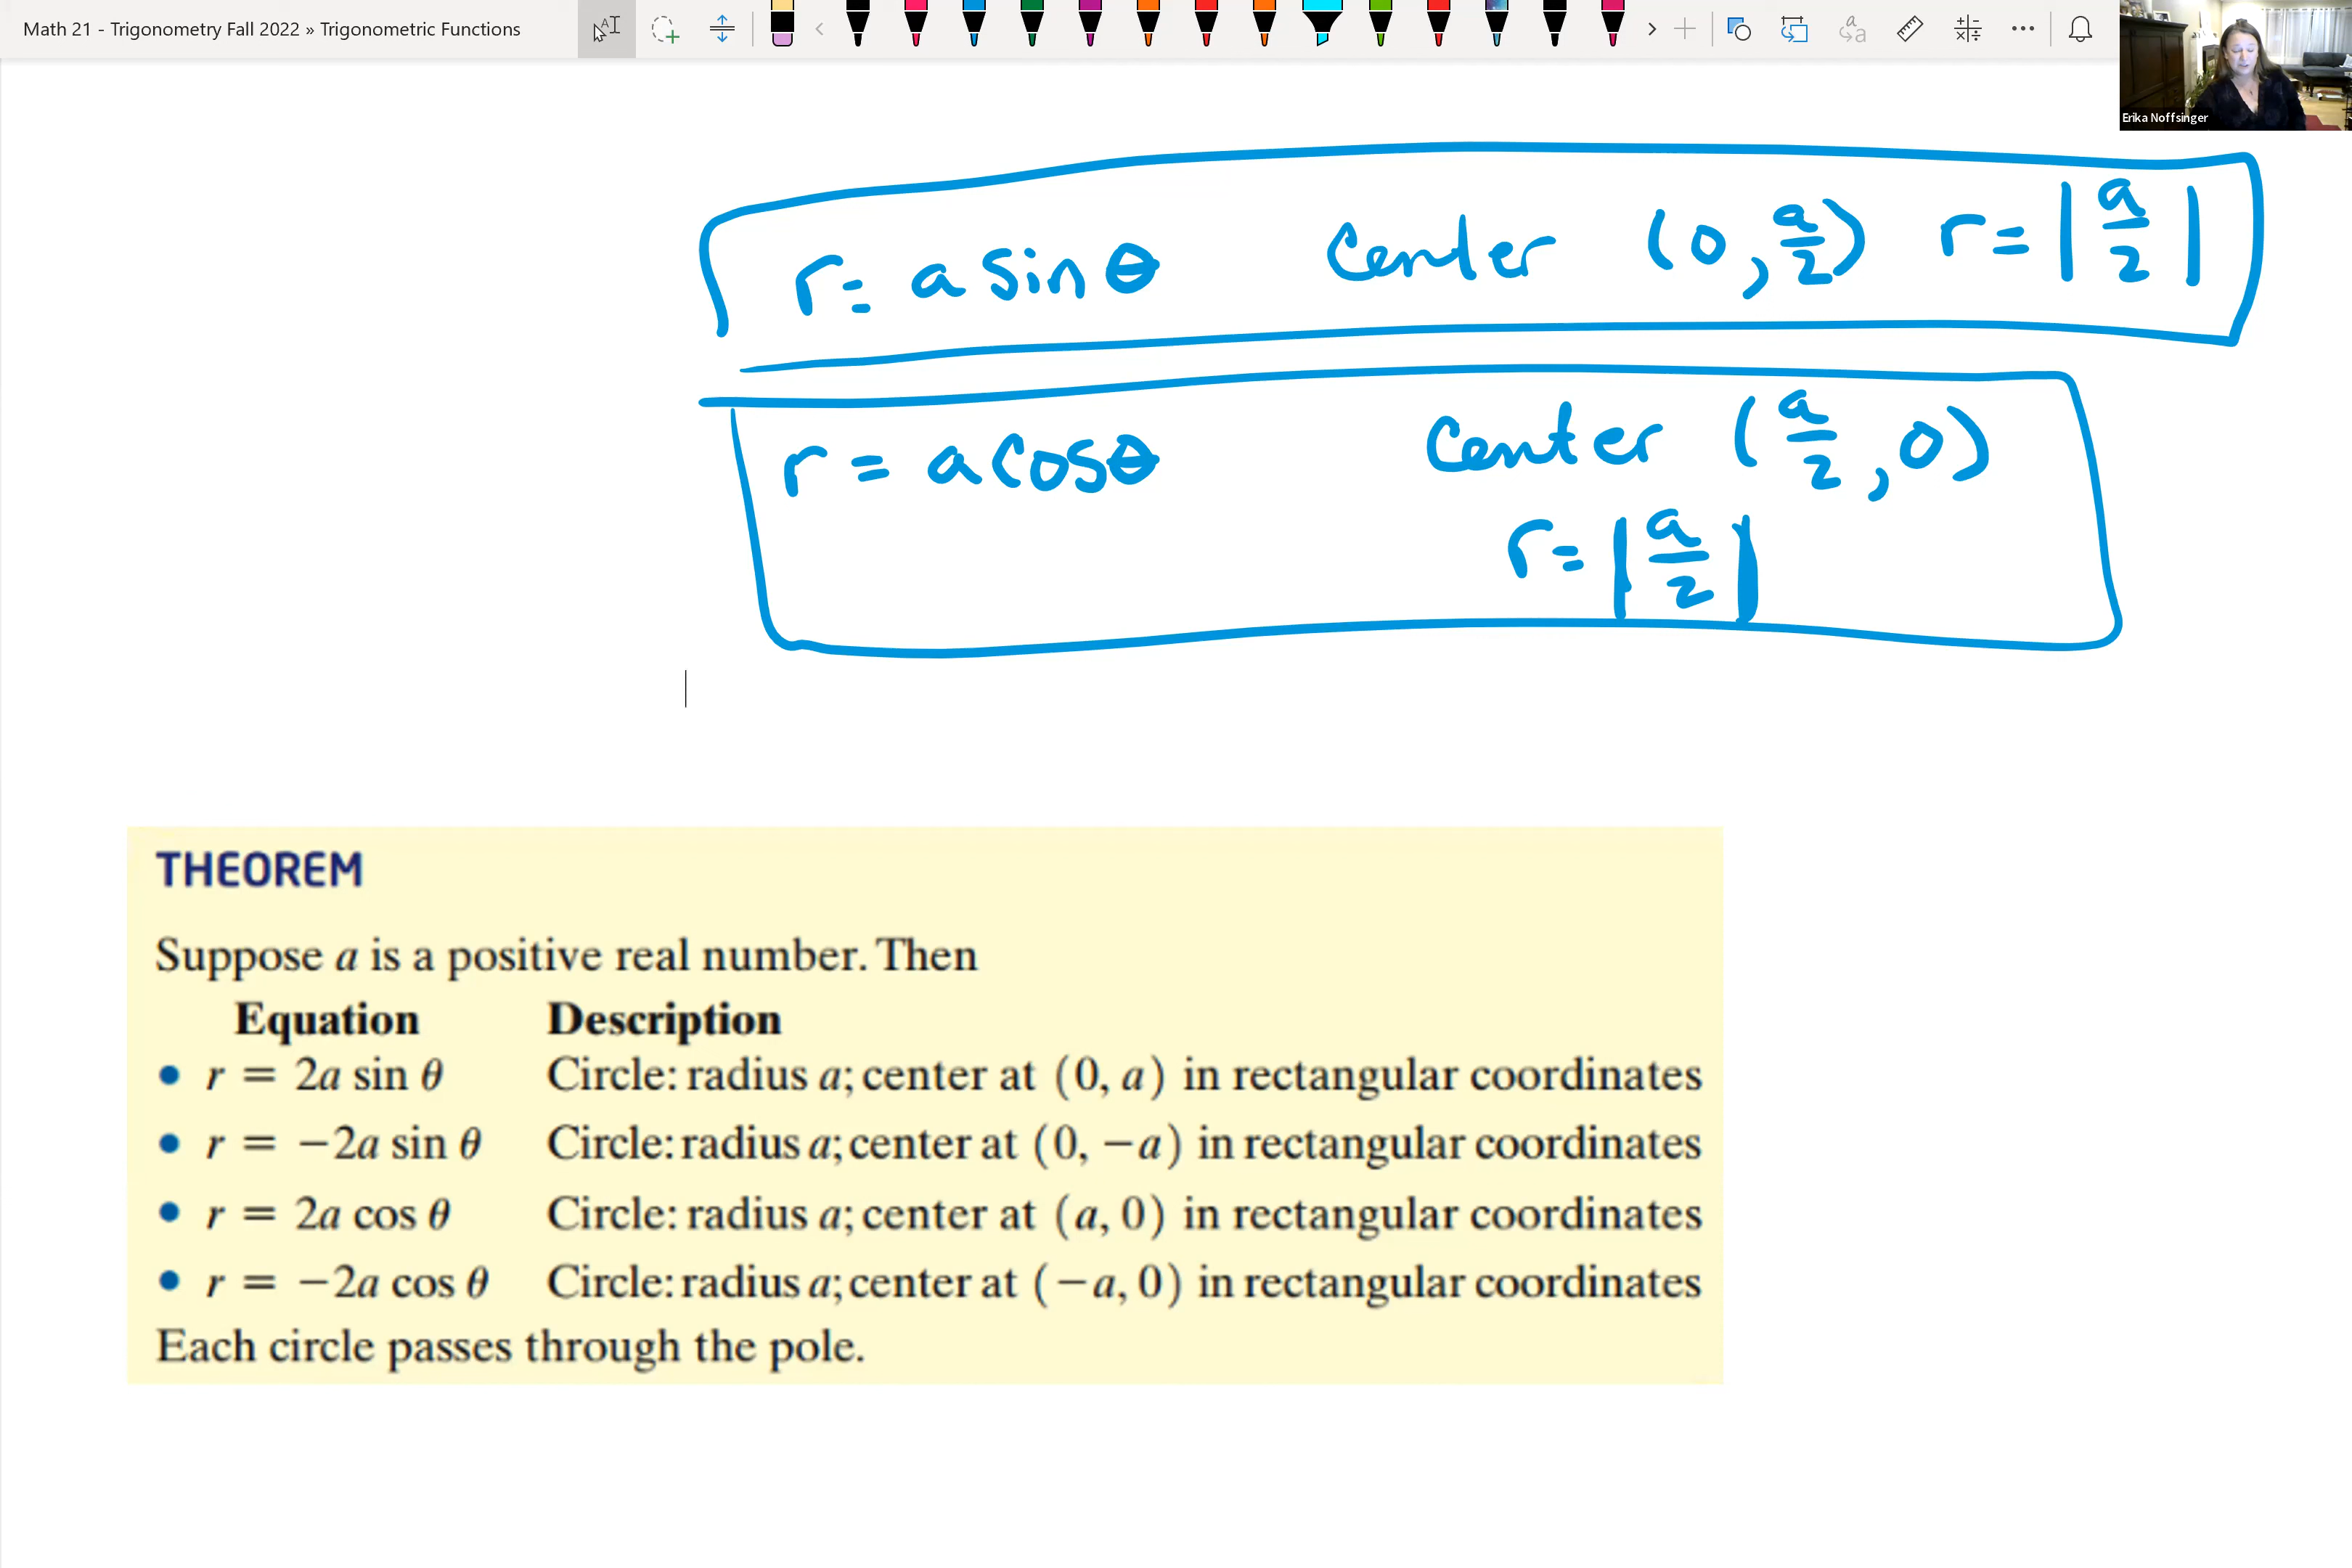 Math 21 - Trigonometry Fall 2022 » Trigonometric Functions
Erika Noffsinger
r = a sin θ center (0, a/2) r = |a/2|
r = a cos θ center (a/2, 0)
r = |a/2|
THEOREM
Suppose a is a positive real number. Then
Equation Description
• r = 2a sin θ Circle: radius a; center at (0, a) in rectangular coordinates
• r = −2a sin θ Circle: radius a; center at (0, −a) in rectangular coordinates
• r = 2a cos θ Circle: radius a; center at (a, 0) in rectangular coordinates
• r = −2a cos θ Circle: radius a; center at (−a, 0) in rectangular coordinates
Each circle passes through the pole.